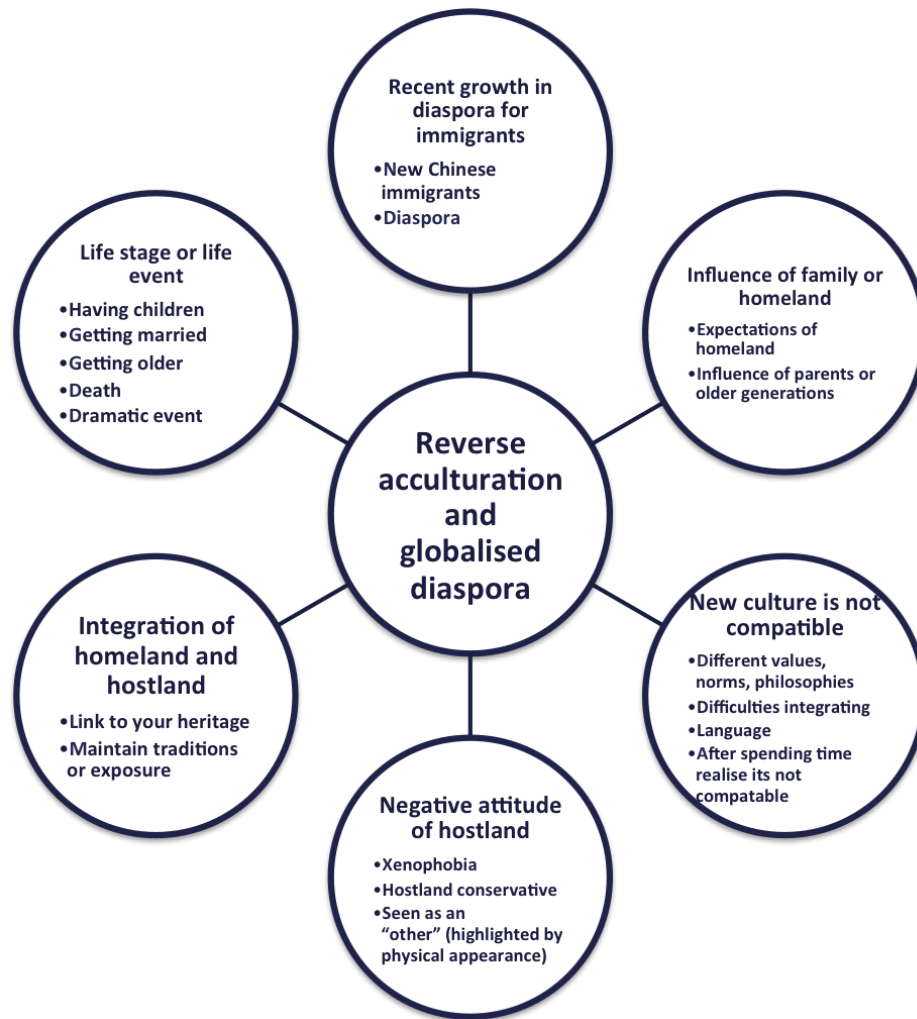 Recent growth in
diaspora for
immigrants
•New Chinese
immigrants
•Diaspora
Life stage or life
event
•Having children
•Getting married
•Getting older
•Death
•Dramatic event
Influence of family or
homeland
•Expectations of
homeland
•Influence of parents or
older generations
Reverse
acculturation
and
globalised
diaspora
Integration of
homeland and
hostland
•Link to your heritage
•Maintain traditions
or exposure
New culture is not
compatible
•Different values,
norms, philosophies
•Difficulties integrating
•Language
•After spending time
realise its not
compatable
Negative attitude
of hostland
•Xenophobia
•Hostland conservative
•Seen as an
“other” (highlighted by
physical appearance)